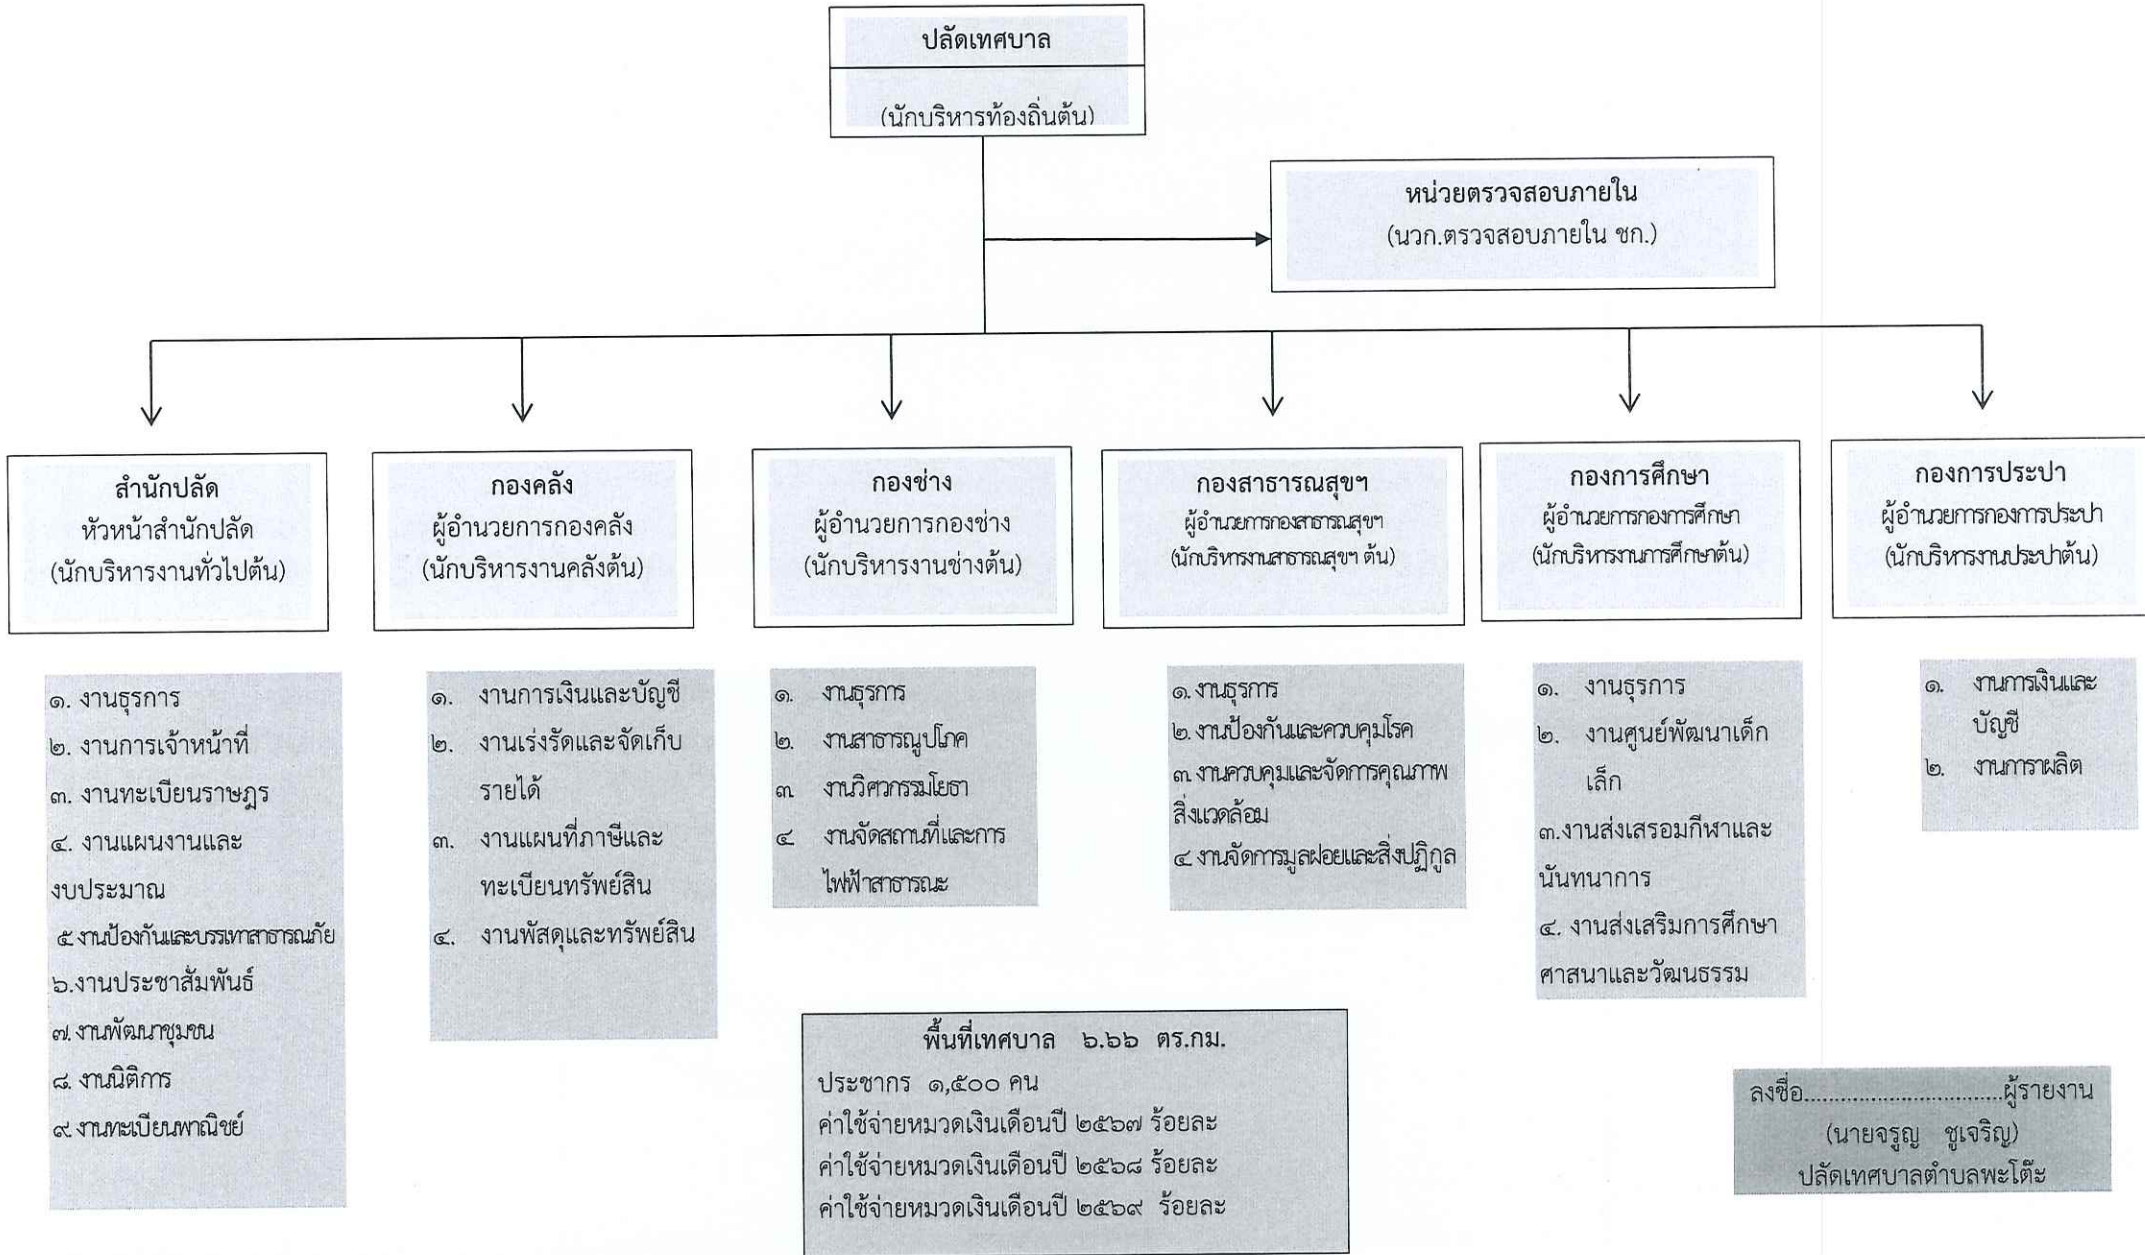 ปลัดเทศบาล
(นักบริหารท้องถิ่นต้น)
หน่วยตรวจสอบภายใน
(นวก.ตรวจสอบภายใน ชก.)
สำนักปลัด
หัวหน้าสำนักปลัด
(นักบริหารงานทั่วไปต้น)
กองคลัง
ผู้อำนวยการกองคลัง
(นักบริหารงานคลังต้น)
กองช่าง
ผู้อำนวยการกองช่าง
(นักบริหารงานช่างต้น)
กองสาธารณสุขฯ
ผู้อำนวยการกองสาธารณสุขฯ
(นักบริหารงานสาธารณสุขฯ ต้น)
กองการศึกษา
ผู้อำนวยการกองการศึกษา
(นักบริหารงานการศึกษาต้น)
กองการประปา
ผู้อำนวยการกองการประปา
(นักบริหารงานประปาต้น)
๑. งานธุรการ
๒. งานการเจ้าหน้าที่
๓. งานทะเบียนราษฎร
๔. งานแผนงานและ
งบประมาณ
๕. งานป้องกันและบรรเทาสาธารณภัย
๖.งานประชาสัมพันธ์
๗. งานพัฒนาชุมชน
๘. งานนิติการ
๙. งานทะเบียนพาณิชย์
๑. งานการเงินและบัญชี
๒. งานเร่งรัดและจัดเก็บ
รายได้
๓. งานแผนที่ภาษีและ
ทะเบียนทรัพย์สิน
๔. งานพัสดุและทรัพย์สิน
๑. งานธุรการ
๒. งานสาธารณูปโภค
๓ งานวิศวกรรมโยธา
๔ งานจัดสถานที่และการ
ไฟฟ้าสาธารณะ
๑. งานธุรการ
๒. งานป้องกันและควบคุมโรค
๓ งานควบคุมและจัดการคุณภาพ
สิ่งแวดล้อม
๔ งานจัดการมูลฝอยและสิ่งปฏิกูล
๑. งานธุรการ
๒. งานศูนย์พัฒนาเด็ก
เล็ก
๓.งานส่งเสรอมกีฬาและ
นันทนาการ
๔. งานส่งเสริมการศึกษา
ศาสนาและวัฒนธรรม
๑. งานการเงินและ
บัญชี
๒. งานการาผลิต
พื้นที่เทศบาล ๖.๖๖ ตร.กม.
ประชากร ๑,๕๐๐ คน
ค่าใช้จ่ายหมวดเงินเดือนปี ๒๕๖๗ ร้อยละ
ค่าใช้จ่ายหมวดเงินเดือนปี ๒๕๖๘ ร้อยละ
ค่าใช้จ่ายหมวดเงินเดือนปี ๒๕๖๙ ร้อยละ
ลงชื่อ.................................ผู้รายงาน
(นายจรูญ ชูเจริญ)
ปลัดเทศบาลตำบลพะโต๊ะ